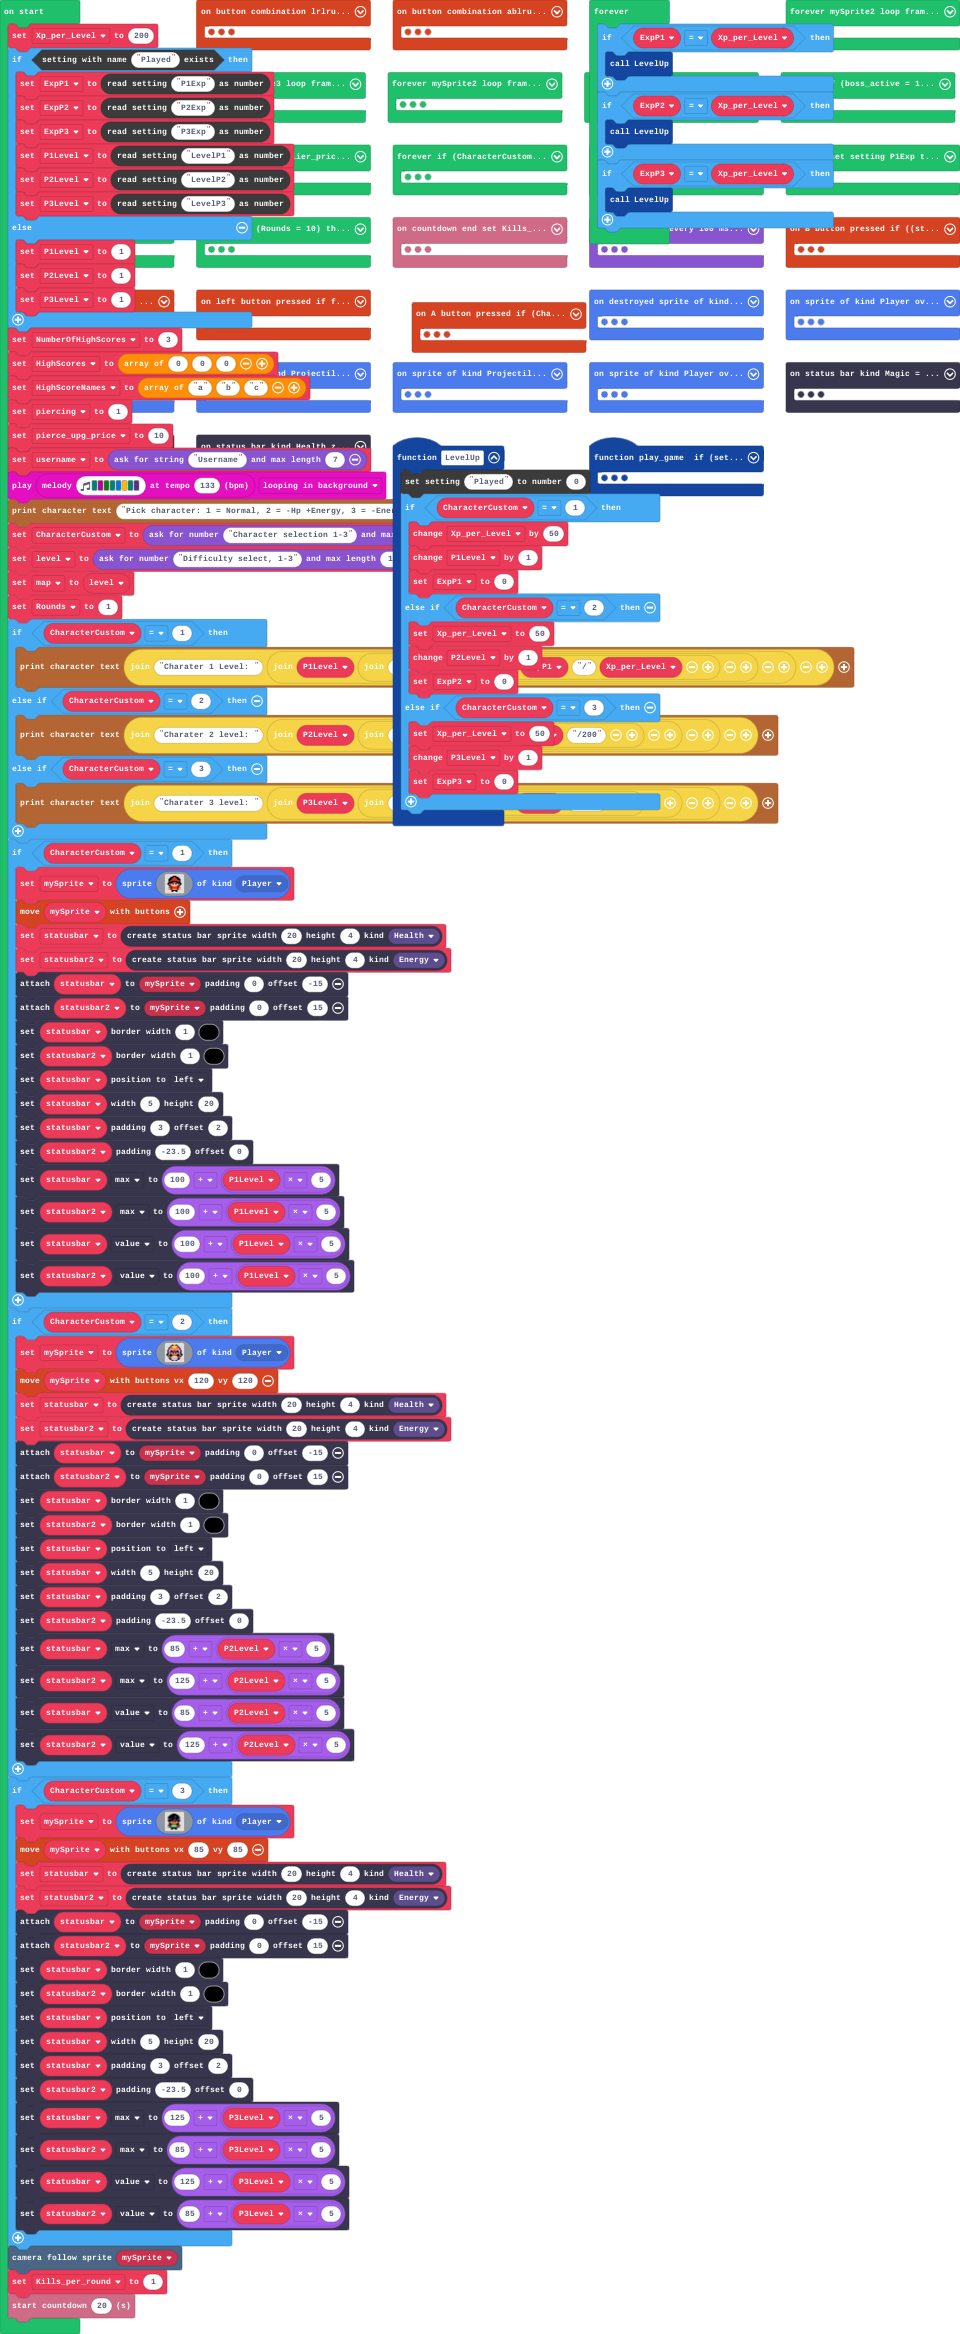 on start
set Xp_per_Level to 200
if setting with name "Played" exists then
set ExpP1 to read setting "P1Exp" as number
set ExpP2 to read setting "P2Exp" as number
set ExpP3 to read setting "P3Exp" as number
set P1Level to read setting "LevelP1" as number
set P2Level to read setting "LevelP2" as number
set P3Level to read setting "LevelP3" as number
else
set P1Level to 1
set P2Level to 1
set P3Level to 1
set NumberOfHighScores to 3
set HighScores to array of 0 0 0
set HighScoreNames to array of "a" "b" "c"
set piercing to 1
set pierce_upg_price to 10
set username to ask for string "Username" and max length 7
play melody at tempo 133 (bpm) looping in background
print character text "Pick character: 1 = Normal, 2 = -Hp +Energy, 3 = -Ener
set CharacterCustom to ask for number "Character selection 1-3" and ma
set level to ask for number "Difficulty select, 1-3" and max length 1
set map to level
set Rounds to 1
if CharacterCustom = 1 then
print character text join "Charater 1 Level: " join P1Level join P1 "/" Xp_per_Level
else if CharacterCustom = 2 then
print character text join "Charater 2 level: " join P2Level join "/200"
else if CharacterCustom = 3 then
print character text join "Charater 3 level: " join P3Level join
if CharacterCustom = 1 then
set mySprite to sprite of kind Player
move mySprite with buttons
set statusbar to create status bar sprite width 20 height 4 kind Health
set statusbar2 to create status bar sprite width 20 height 4 kind Energy
attach statusbar to mySprite padding 0 offset -15
attach statusbar2 to mySprite padding 0 offset 15
set statusbar border width 1
set statusbar2 border width 1
set statusbar position to left
set statusbar width 5 height 20
set statusbar padding 3 offset 2
set statusbar2 padding -23.5 offset 0
set statusbar max to 100 + P1Level × 5
set statusbar2 max to 100 + P1Level × 5
set statusbar value to 100 + P1Level × 5
set statusbar2 value to 100 + P1Level × 5
if CharacterCustom = 2 then
set mySprite to sprite of kind Player
move mySprite with buttons vx 120 vy 120
set statusbar to create status bar sprite width 20 height 4 kind Health
set statusbar2 to create status bar sprite width 20 height 4 kind Energy
attach statusbar to mySprite padding 0 offset -15
attach statusbar2 to mySprite padding 0 offset 15
set statusbar border width 1
set statusbar2 border width 1
set statusbar position to left
set statusbar width 5 height 20
set statusbar padding 3 offset 2
set statusbar2 padding -23.5 offset 0
set statusbar max to 85 + P2Level × 5
set statusbar2 max to 125 + P2Level × 5
set statusbar value to 85 + P2Level × 5
set statusbar2 value to 125 + P2Level × 5
if CharacterCustom = 3 then
set mySprite to sprite of kind Player
move mySprite with buttons vx 85 vy 85
set statusbar to create status bar sprite width 20 height 4 kind Health
set statusbar2 to create status bar sprite width 20 height 4 kind Energy
attach statusbar to mySprite padding 0 offset -15
attach statusbar2 to mySprite padding 0 offset 15
set statusbar border width 1
set statusbar2 border width 1
set statusbar position to left
set statusbar width 5 height 20
set statusbar padding 3 offset 2
set statusbar2 padding -23.5 offset 0
set statusbar max to 125 + P3Level × 5
set statusbar2 max to 85 + P3Level × 5
set statusbar value to 125 + P3Level × 5
set statusbar2 value to 85 + P3Level × 5
camera follow sprite mySprite
set Kills_per_round to 1
start countdown 20 (s)
on button combination lrlru...
on button combination ablru...
forever
if ExpP1 = Xp_per_Level then
call LevelUp
if ExpP2 = Xp_per_Level then
call LevelUp
if ExpP3 = Xp_per_Level then
call LevelUp
forever mySprite2 loop fram...
e3 loop fram...
forever mySprite2 loop fram...
(boss_active = 1...
ier_pric...
forever if (CharacterCustom...
et setting P1Exp t...
(Rounds = 10) th...
on countdown end set Kills_...
every 100 ms...
on B button pressed if ((st...
...
on left button pressed if f...
on A button pressed if (Cha...
on destroyed sprite of kind...
on sprite of kind Player ov...
nd Projectil...
on sprite of kind Projectil...
on sprite of kind Player ov...
on status bar kind Magic = ...
on status bar kind Health z...
function LevelUp
set setting "Played" to number 0
if CharacterCustom = 1 then
change Xp_per_Level by 50
change P1Level by 1
set ExpP1 to 0
else if CharacterCustom = 2 then
set Xp_per_Level to 50
change P2Level by 1
set ExpP2 to 0
else if CharacterCustom = 3 then
set Xp_per_Level to 50
change P3Level by 1
set ExpP3 to 0
function play_game if (set...